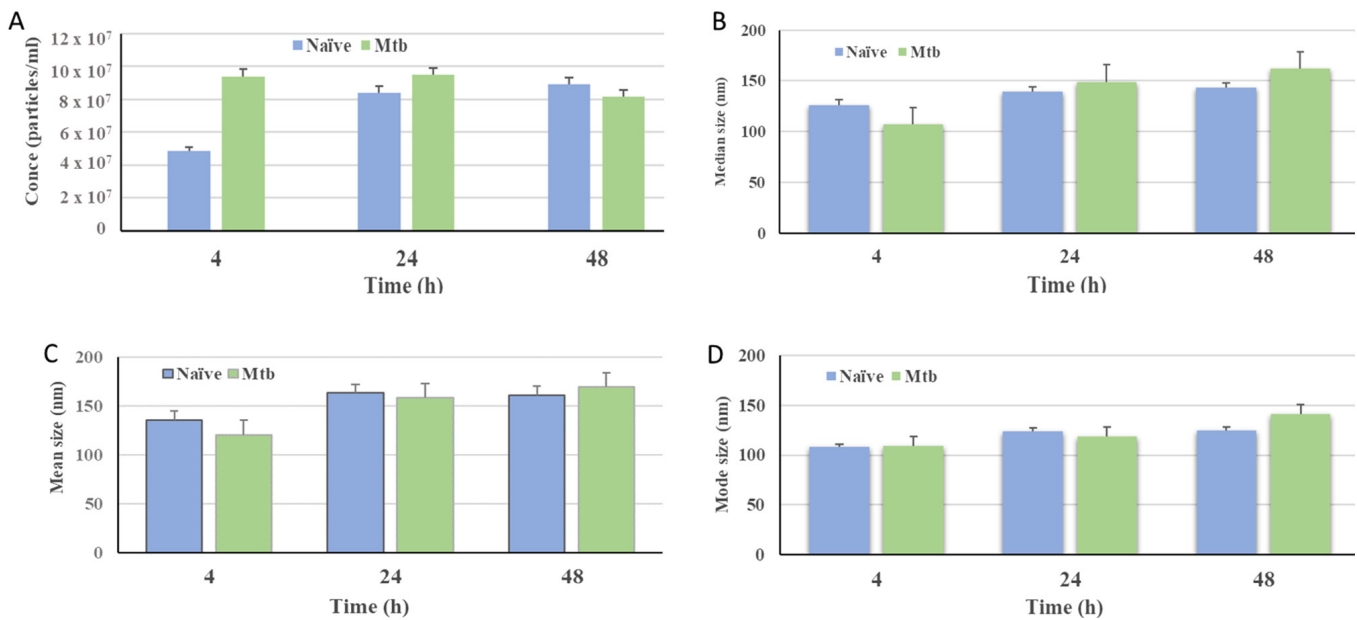 A
Conce (particles/ml)
12 x 10⁷
10 x 10⁷
8 x 10⁷
6 x 10⁷
4 x 10⁷
2 x 10⁷
0
Naïve Mtb
4 24 48
Time (h)
B
Median size (nm)
200
150
100
50
0
Naïve Mtb
4 24 48
Time (h)
C
Mean size (nm)
200
150
100
50
0
Naïve Mtb
4 24 48
Time (h)
D
Mode size (nm)
200
150
100
50
0
Naïve Mtb
4 24 48
Time (h)